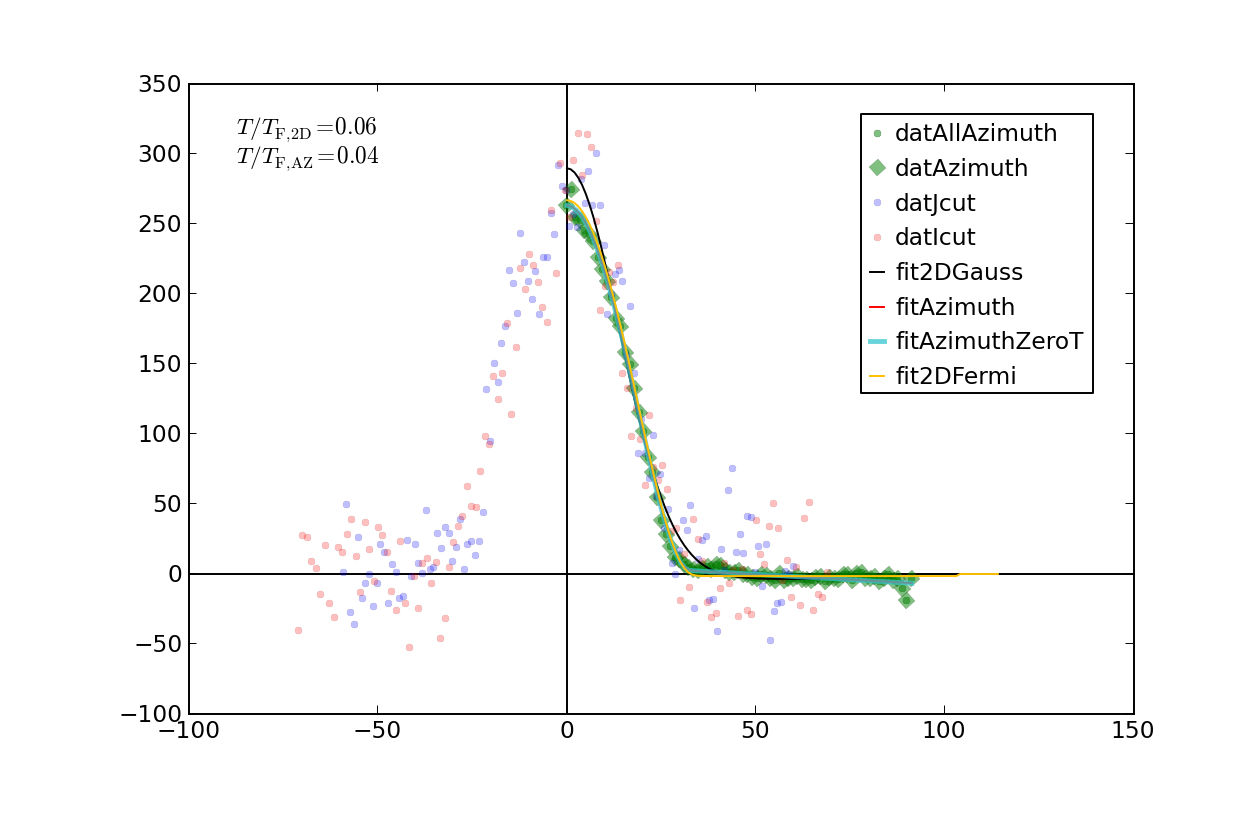 350
300
250
200
150
100
50
0
−50
−100
−100 −50 0 50 100 150
T/T_F,2D =0.06
T/T_F,AZ =0.04
datAllAzimuth
datAzimuth
datJcut
datIcut
fit2DGauss
fitAzimuth
fitAzimuthZeroT
fit2DFermi